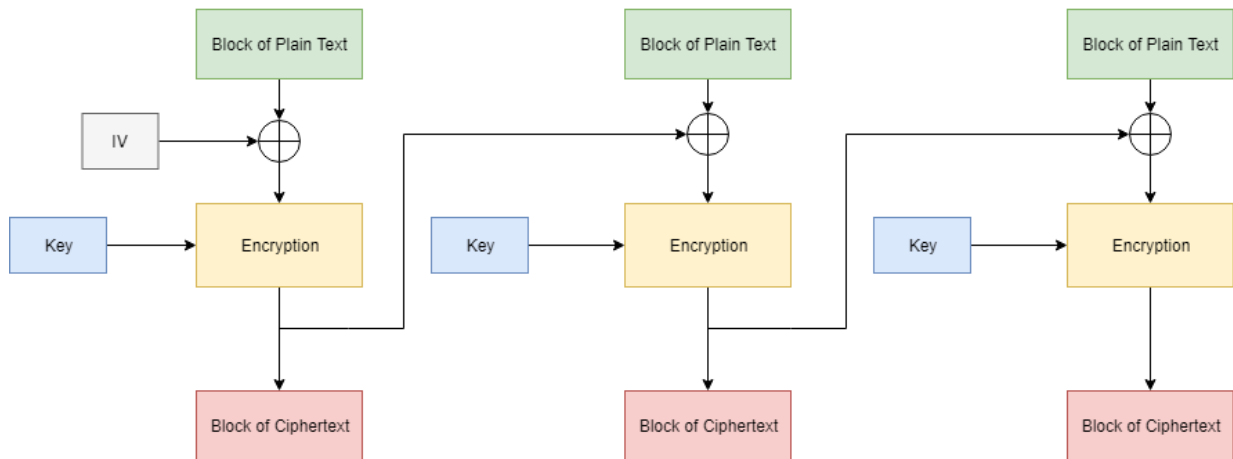 Block of Plain Text
Block of Plain Text
Block of Plain Text
IV
Key
Encryption
Key
Encryption
Key
Encryption
Block of Ciphertext
Block of Ciphertext
Block of Ciphertext